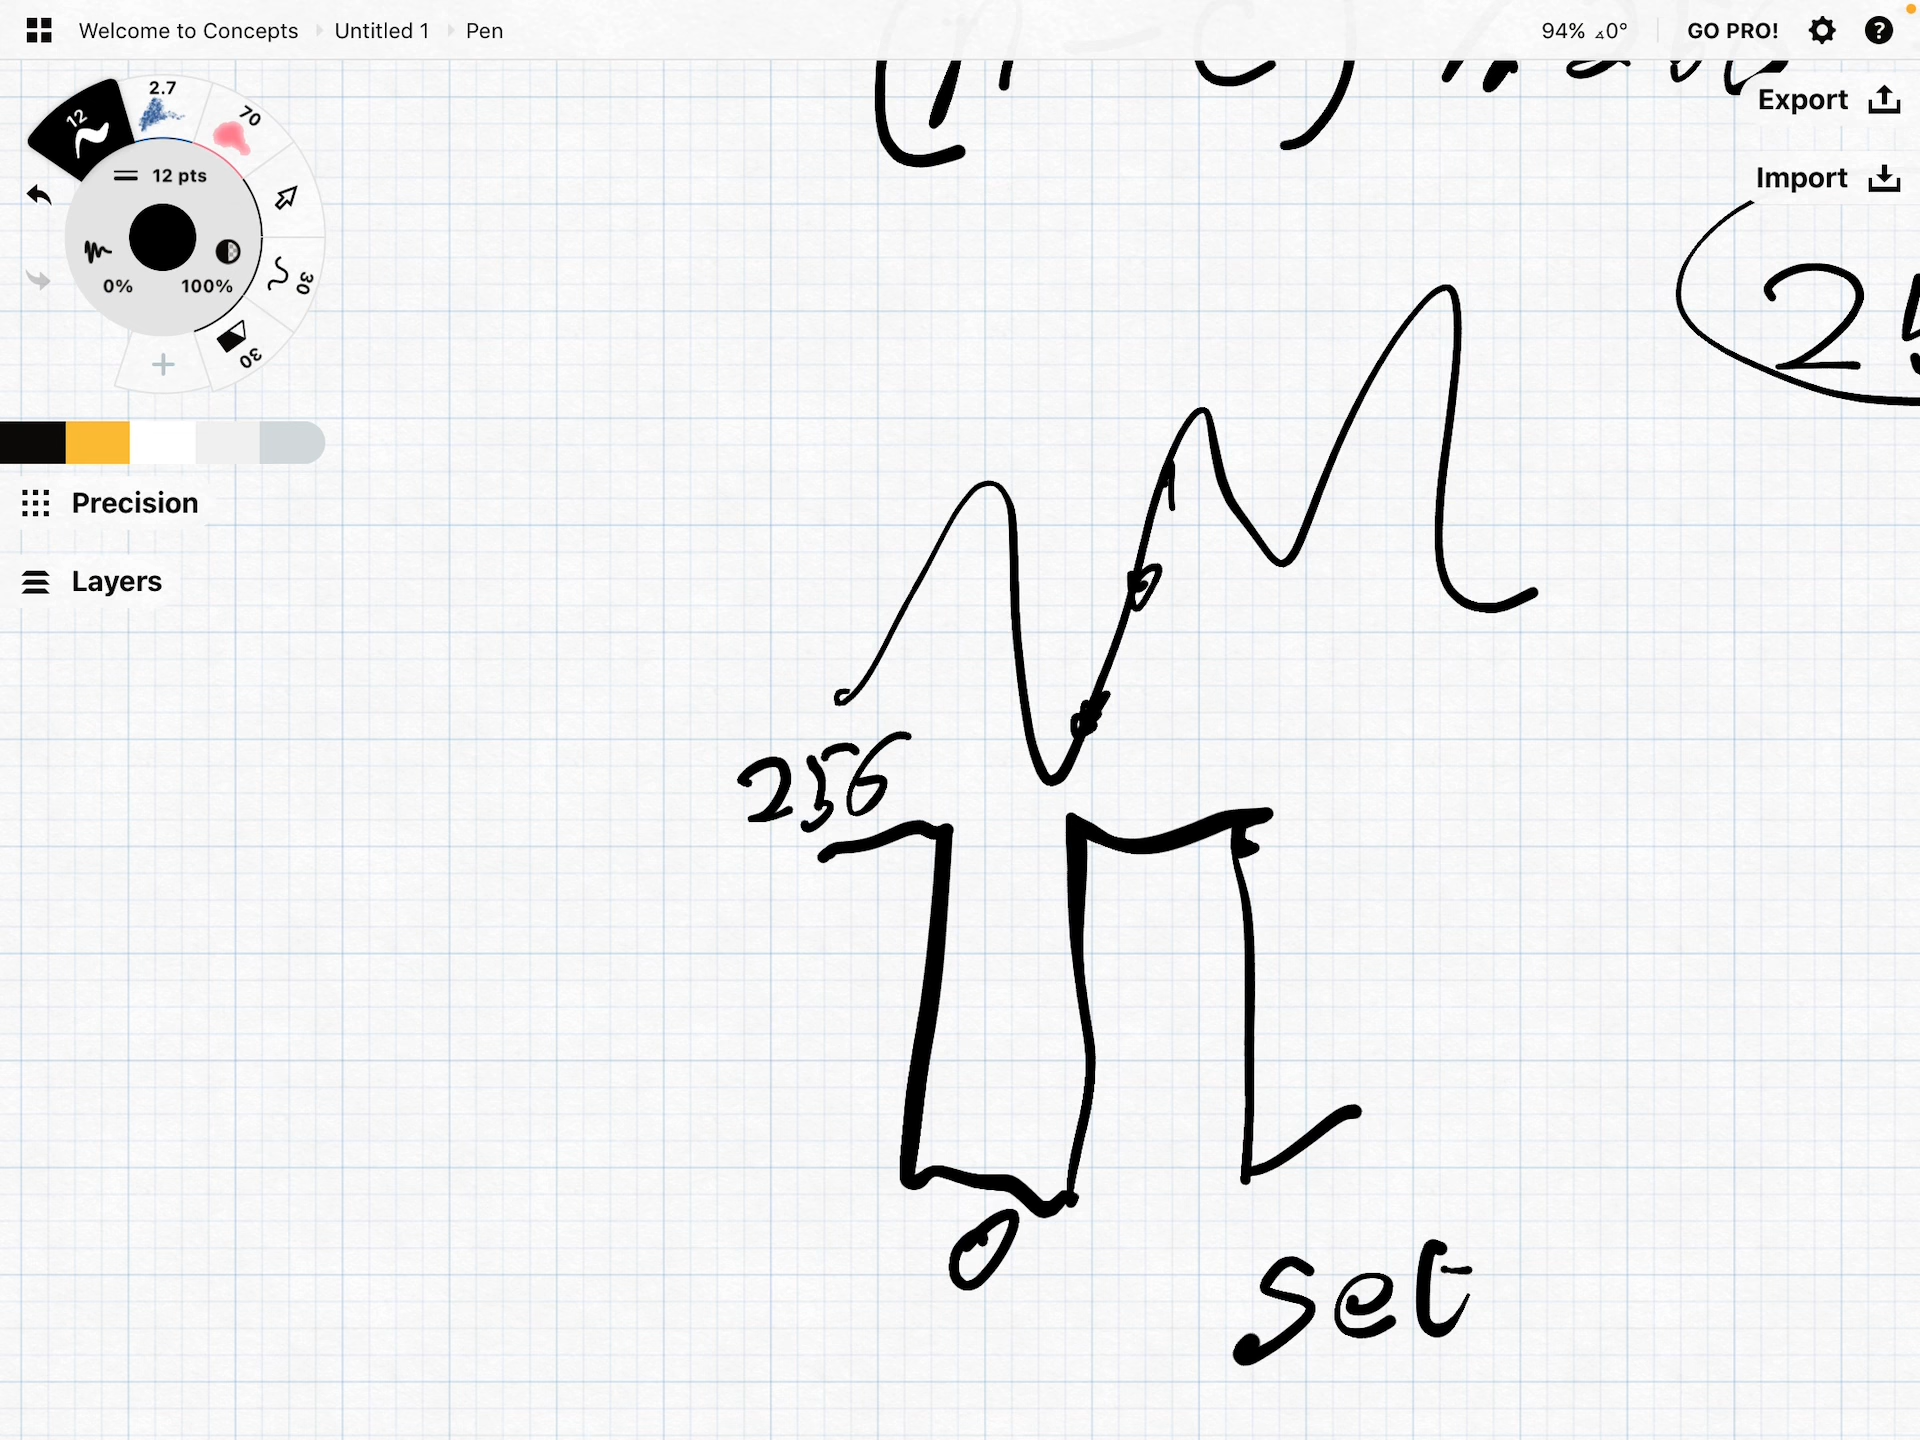 Welcome to Concepts Untitled 1 Pen
94% ⦟0° GO PRO!
Export
Import
2.7
12
70
12 pts
0% 100%
30
30
Precision
Layers
25
256
0
set